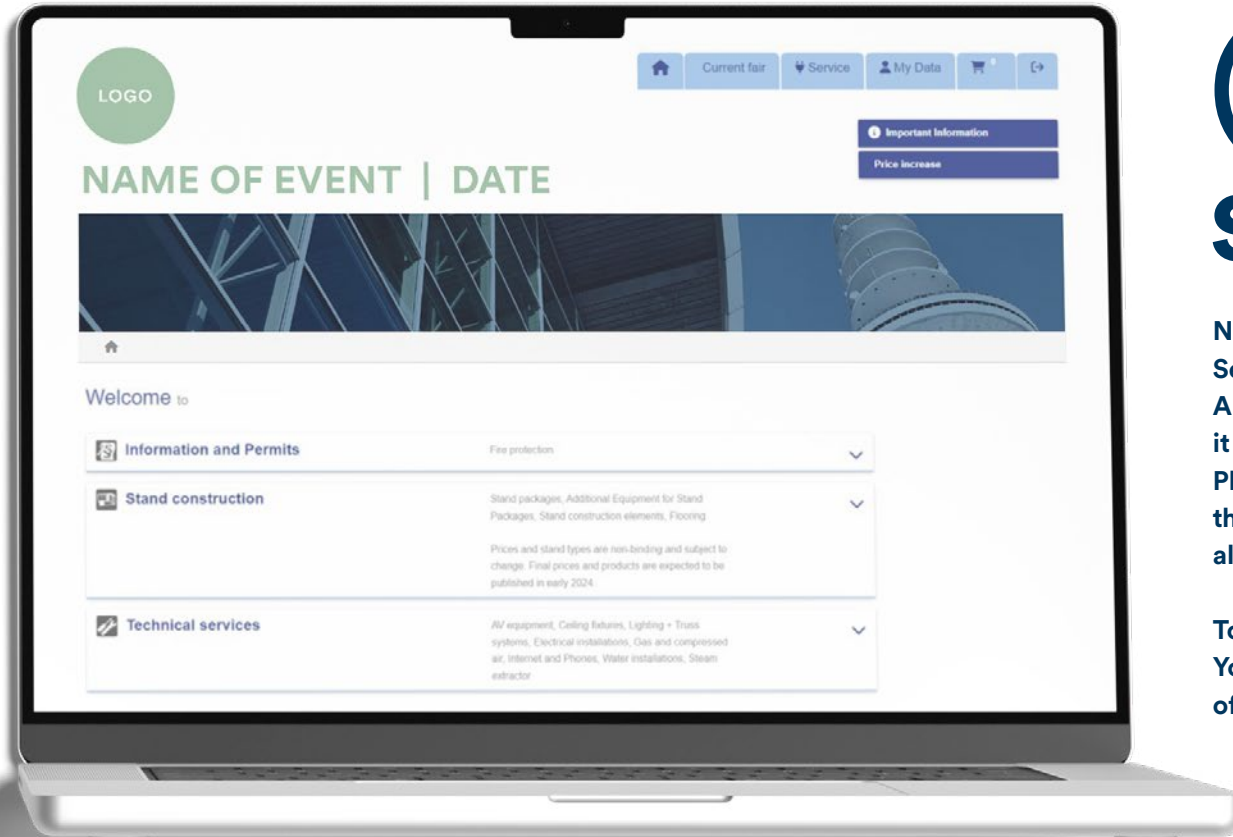 LOGO
Current fair
Service
My Data
0
Important Information
Price increase
NAME OF EVENT | DATE
Welcome to
Information and Permits
Fire protection
Stand construction
Stand packages, Additional Equipment for Stand
Packages, Stand construction elements, Flooring
Prices and stand types are non-binding and subject to
change. Final prices and products are expected to be
published in early 2024
Technical services
AV equipment, Ceiling fixtures, Lighting + Truss
systems, Electrical installations, Gas and compressed
air, Internet and Phones, Water installations, Steam
extractor
it